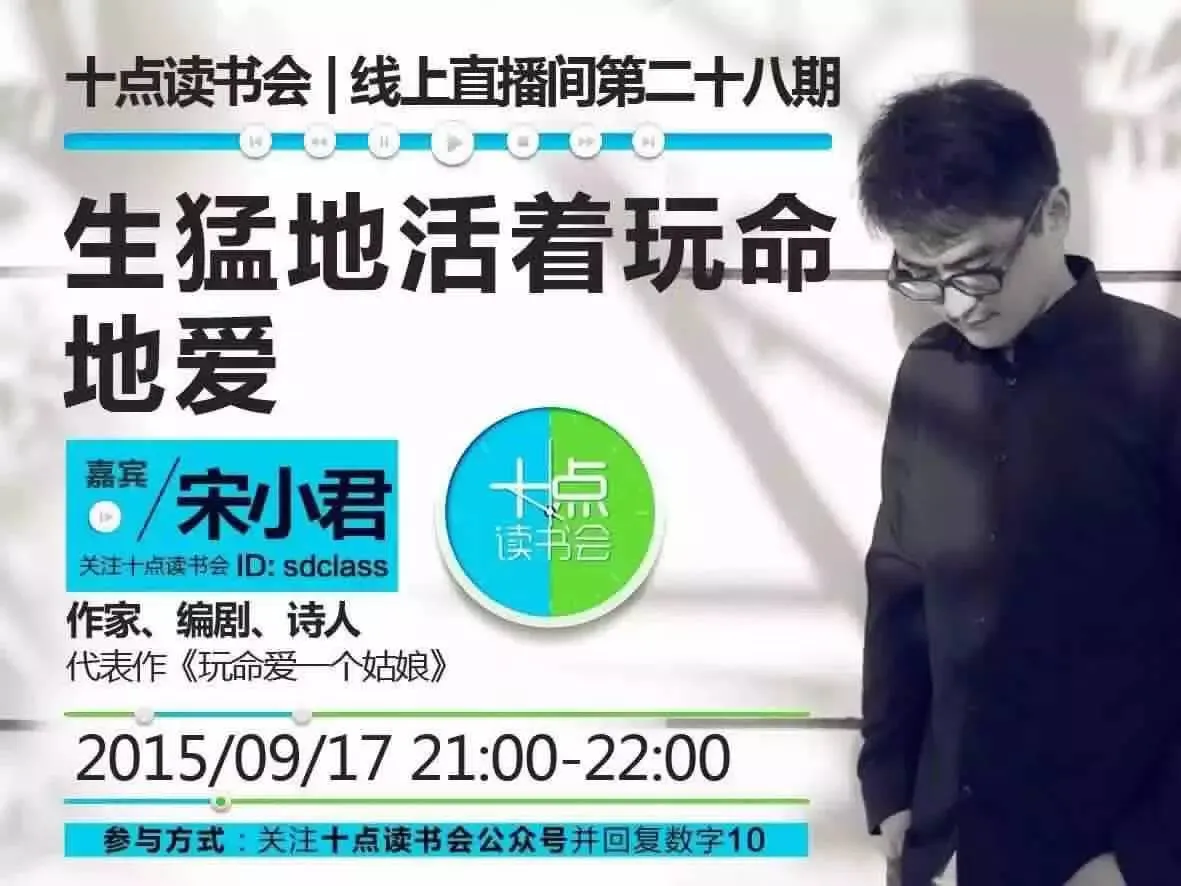 十点读书会 | 线上直播间第二十八期
生猛地活着玩命
地爱
嘉宾 / 宋小君
关注十点读书会 ID: sdclass
十点
读书会
作家、编剧、诗人
代表作《玩命爱一个姑娘》
2015/09/17 21:00-22:00
参与方式：关注十点读书会公众号并回复数字10